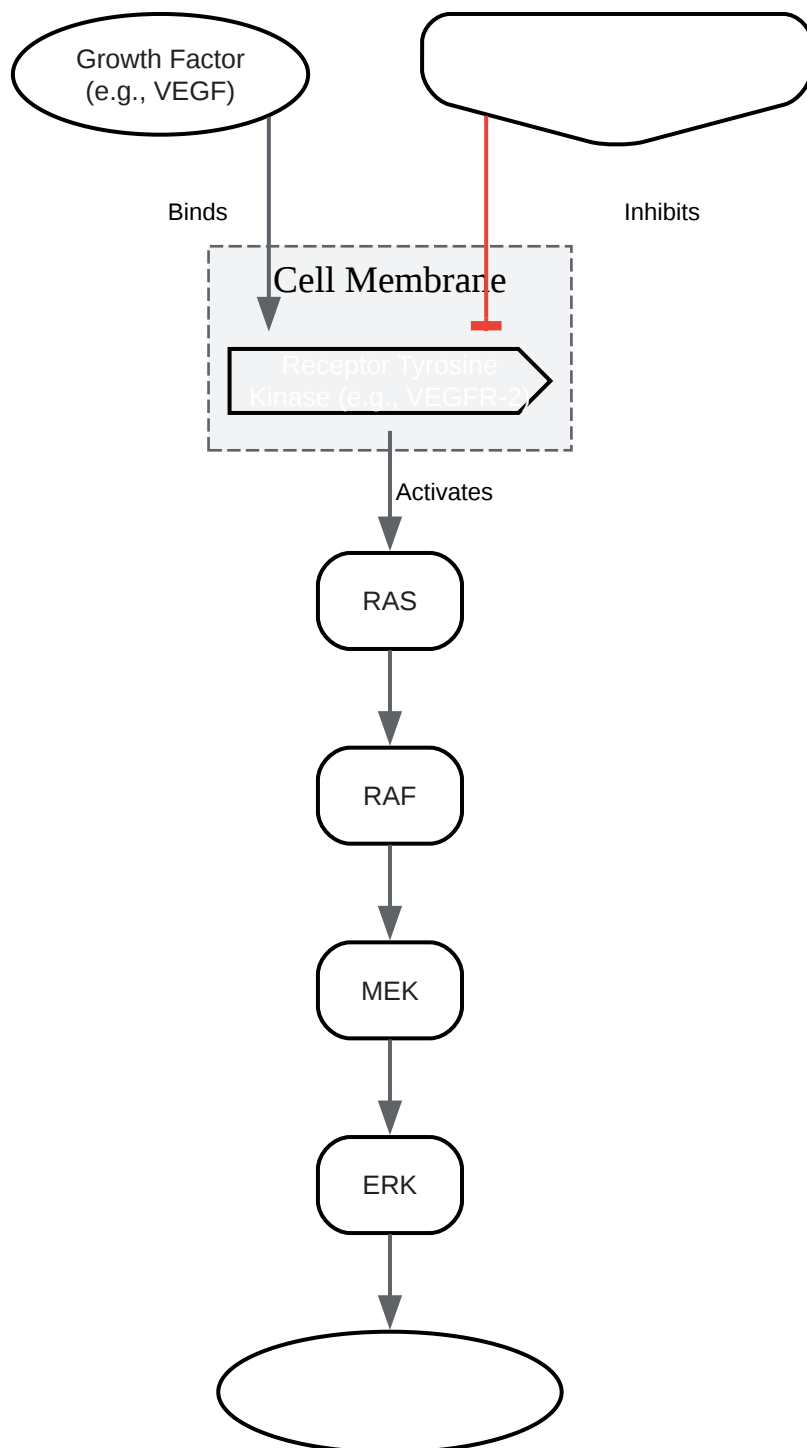 Growth Factor
(e.g., VEGF)
Binds
Inhibits
Cell Membrane
Receptor Tyrosine
Kinase (e.g., VEGFR-2)
Activates
RAS
RAF
MEK
ERK